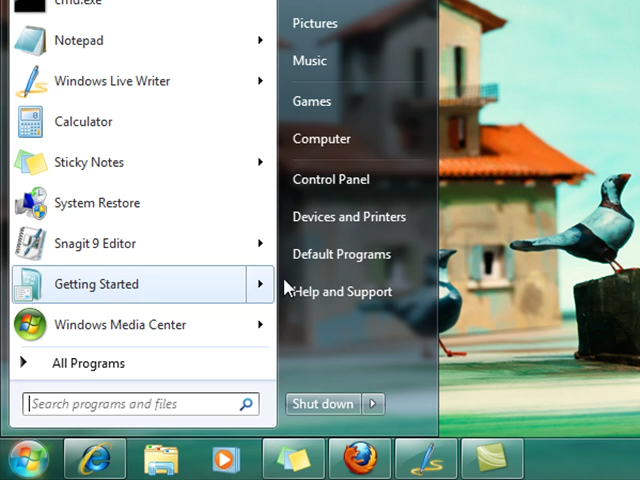 cmd.exe
Notepad
Windows Live Writer
Calculator
Sticky Notes
System Restore
Snagit 9 Editor
Getting Started
Windows Media Center
All Programs
Search programs and files
Pictures
Music
Games
Computer
Control Panel
Devices and Printers
Default Programs
Help and Support
Shut down